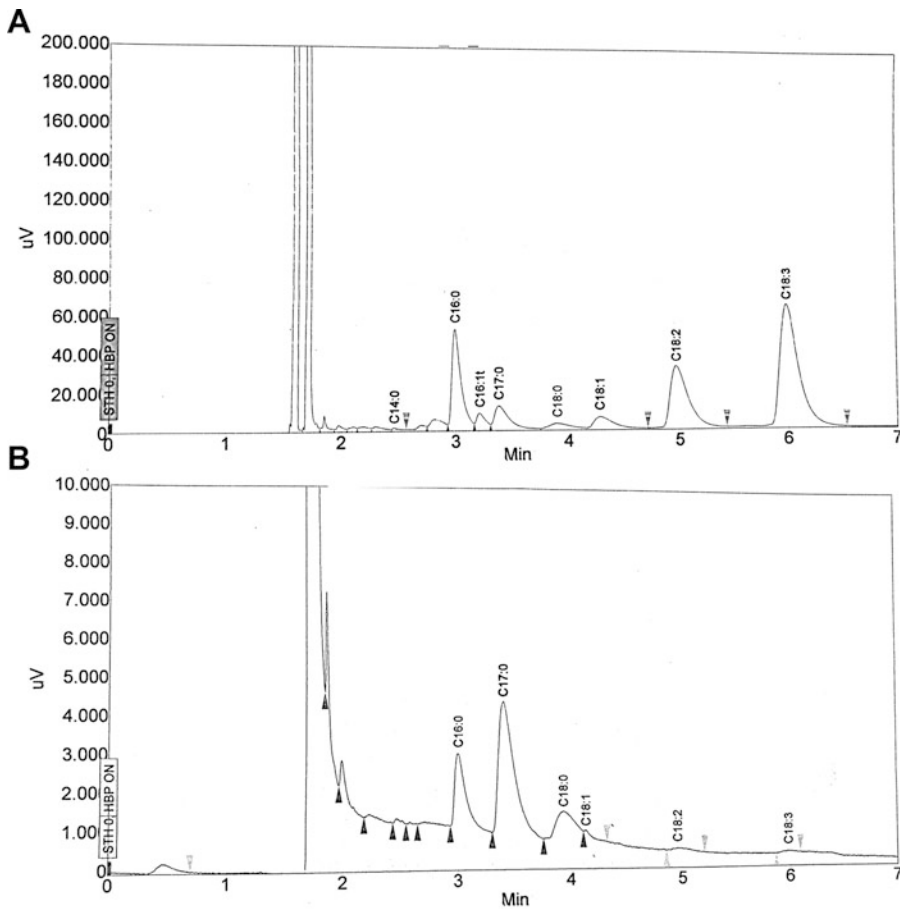 A
200.000
180.000
160.000
140.000
120.000
100.000
80.000
60.000
40.000
20.000
0
uV
STH 0, HBP ON
C14:0
C16:0
C16:1t
C17:0
C18:0
C18:1
C18:2
C18:3
0 1 2 3 4 5 6 7
Min
B
10.000
9.000
8.000
7.000
6.000
5.000
4.000
3.000
2.000
1.000
0
uV
STH 0, HBP ON
C16:0
C17:0
C18:0
C18:1
C18:2
C18:3
0 1 2 3 4 5 6 7
Min